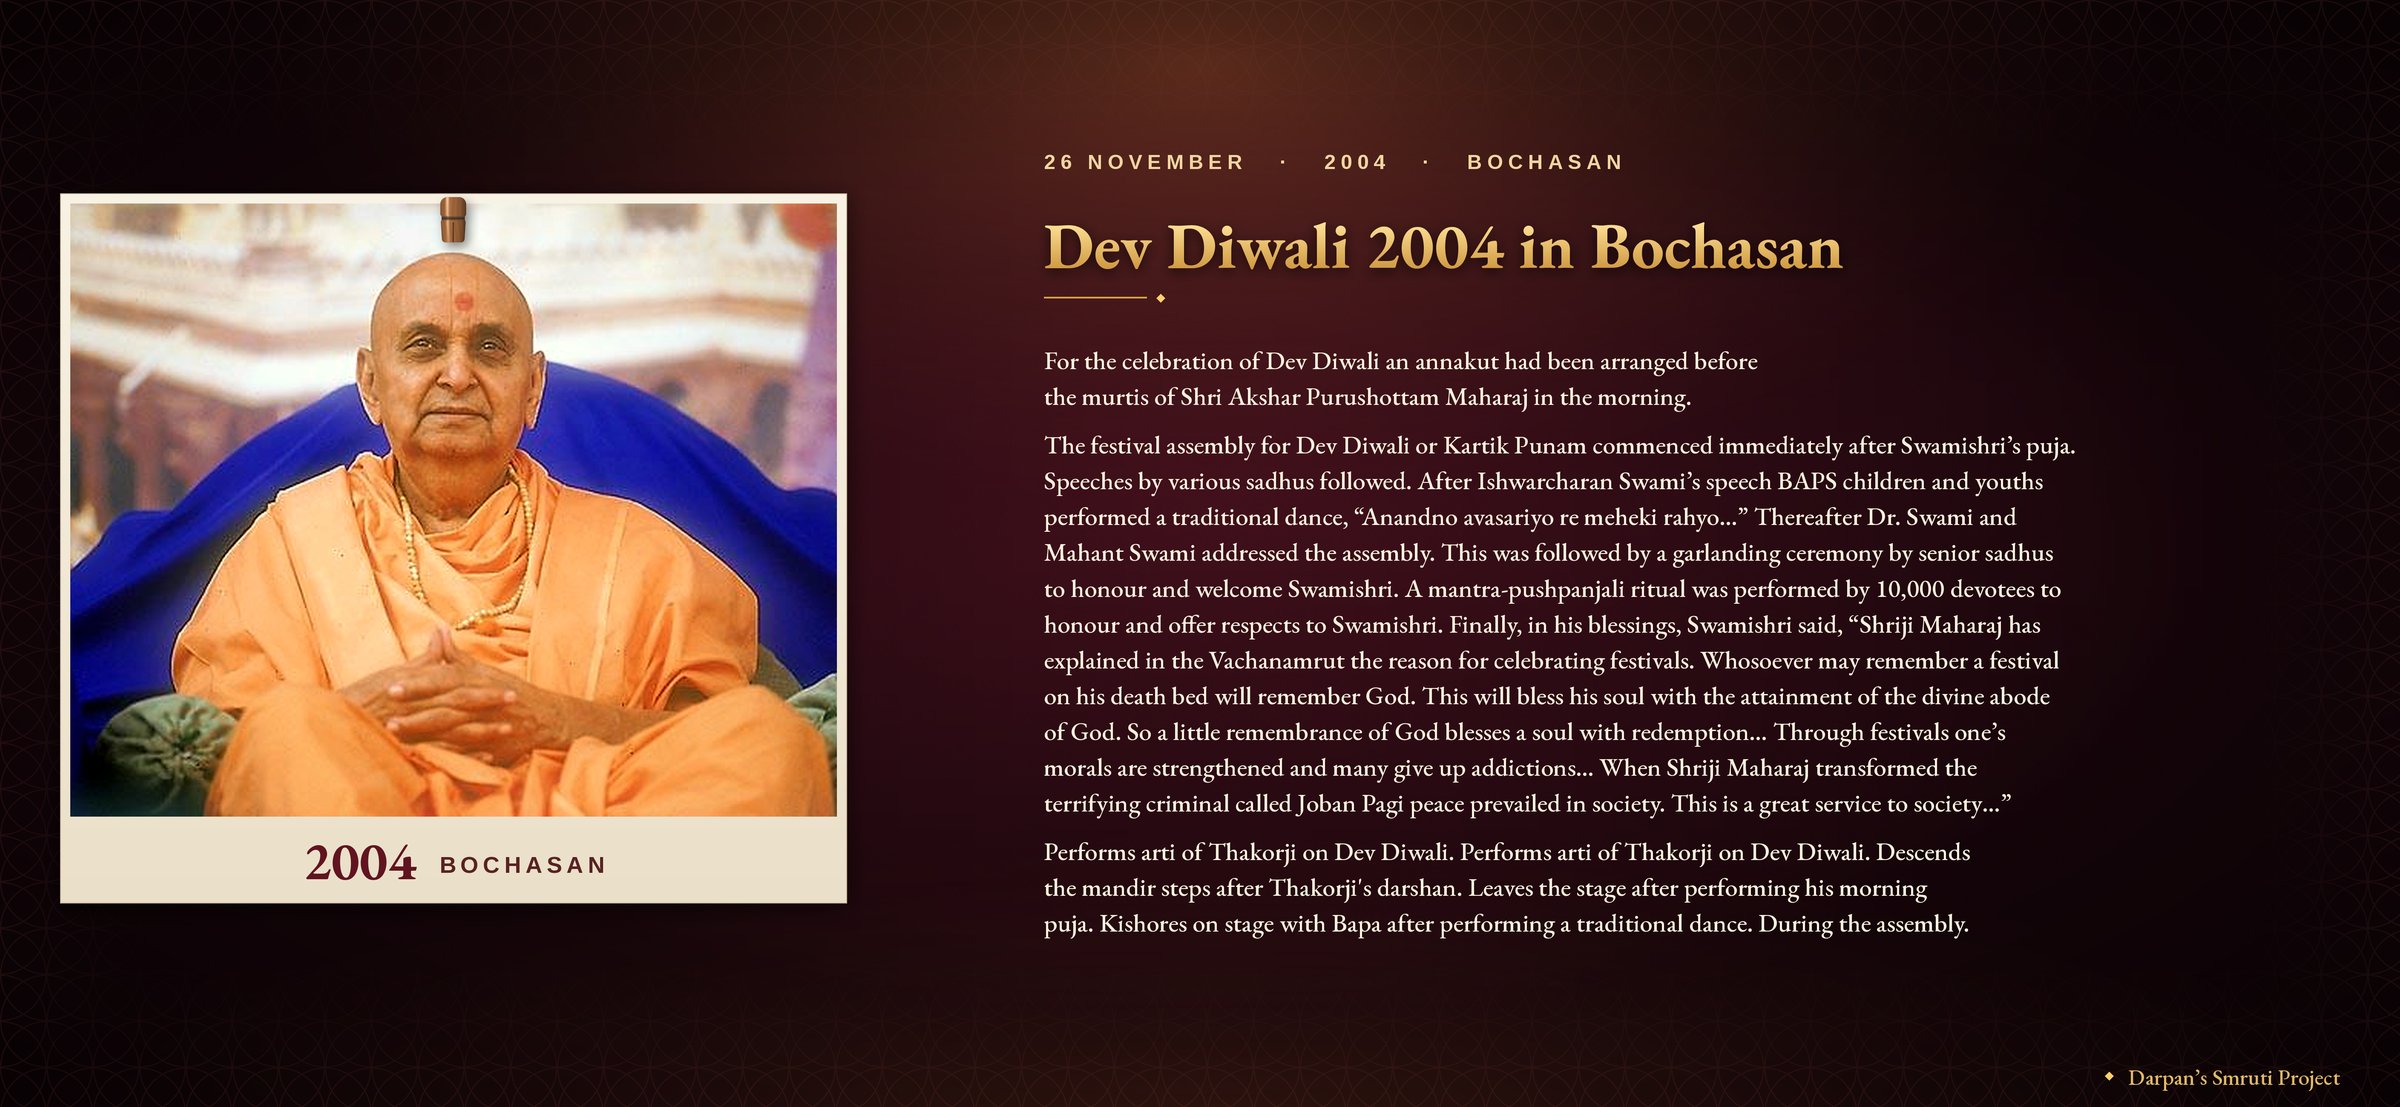 26 NOVEMBER · 2004 · BOCHASAN
Dev Diwali 2004 in Bochasan
For the celebration of Dev Diwali an annakut had been arranged before
the murtis of Shri Akshar Purushottam Maharaj in the morning.
The festival assembly for Dev Diwali or Kartik Punam commenced immediately after Swamishri’s puja.
Speeches by various sadhus followed. After Ishwarcharan Swami’s speech BAPS children and youths
performed a traditional dance, “Anandno avasariyo re meheki rahyo...” Thereafter Dr. Swami and
Mahant Swami addressed the assembly. This was followed by a garlanding ceremony by senior sadhus
to honour and welcome Swamishri. A mantra-pushpanjali ritual was performed by 10,000 devotees to
honour and offer respects to Swamishri. Finally, in his blessings, Swamishri said, “Shriji Maharaj has
explained in the Vachanamrut the reason for celebrating festivals. Whosoever may remember a festival
on his death bed will remember God. This will bless his soul with the attainment of the divine abode
of God. So a little remembrance of God blesses a soul with redemption... Through festivals one’s
morals are strengthened and many give up addictions... When Shriji Maharaj transformed the
terrifying criminal called Joban Pagi peace prevailed in society. This is a great service to society...”
Performs arti of Thakorji on Dev Diwali. Performs arti of Thakorji on Dev Diwali. Descends
the mandir steps after Thakorji's darshan. Leaves the stage after performing his morning
puja. Kishores on stage with Bapa after performing a traditional dance. During the assembly.
2004 BOCHASAN
Darpan’s Smruti Project